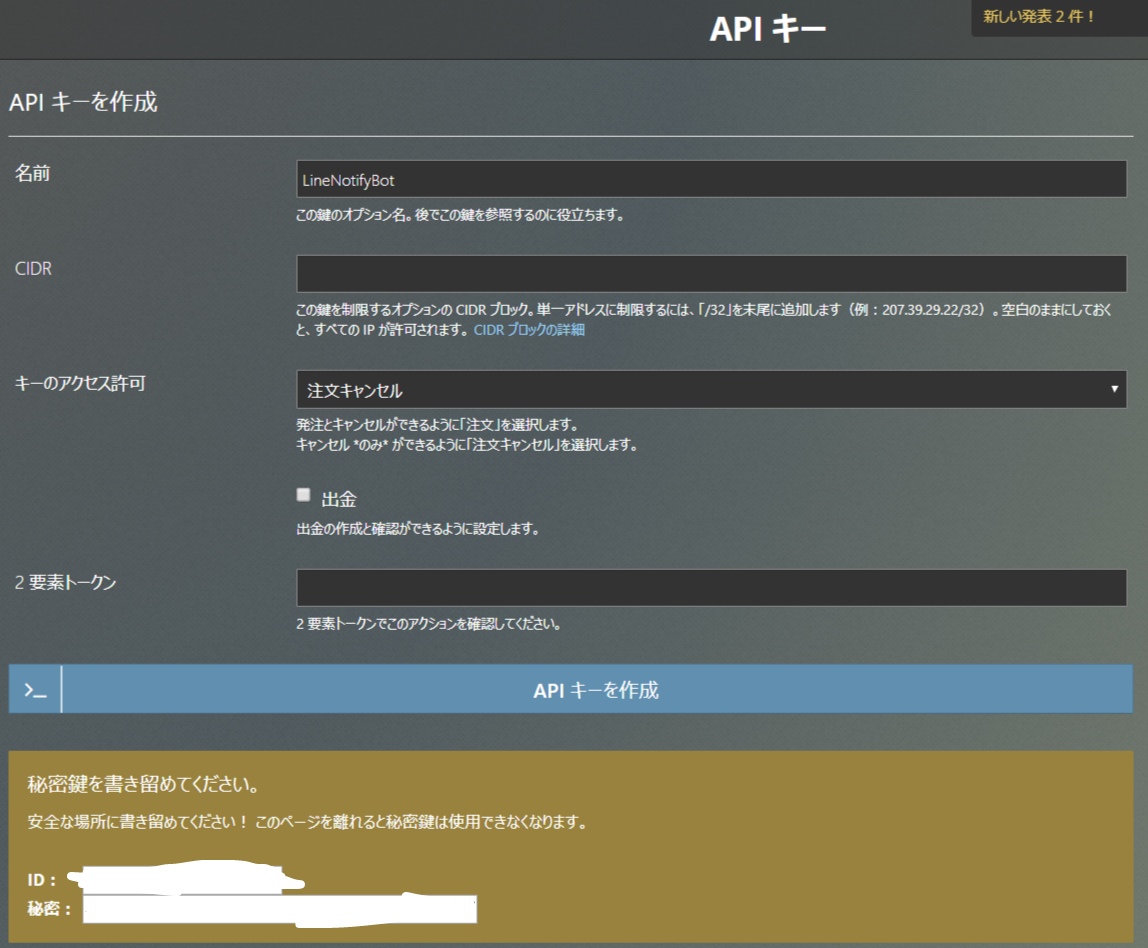 API キー
新しい発表 2 件！
API キーを作成
名前
LineNotifyBot
この鍵のオプション名。後でこの鍵を参照するのに役立ちます。
CIDR
この鍵を制限するオプションの CIDR ブロック。単一アドレスに制限するには、「/32」を末尾に追加します（例：207.39.29.22/32）。空白のままにしておく
と、すべての IP が許可されます。 CIDR ブロックの詳細
キーのアクセス許可
注文キャンセル
発注とキャンセルができるように「注文」を選択します。
キャンセル *のみ* ができるように「注文キャンセル」を選択します。
出金
出金の作成と確認ができるように設定します。
2 要素トークン
2 要素トークンでこのアクションを確認してください。
>_
API キーを作成
秘密鍵を書き留めてください。
安全な場所に書き留めてください！ このページを離れると秘密鍵は使用できなくなります。
ID：
秘密：